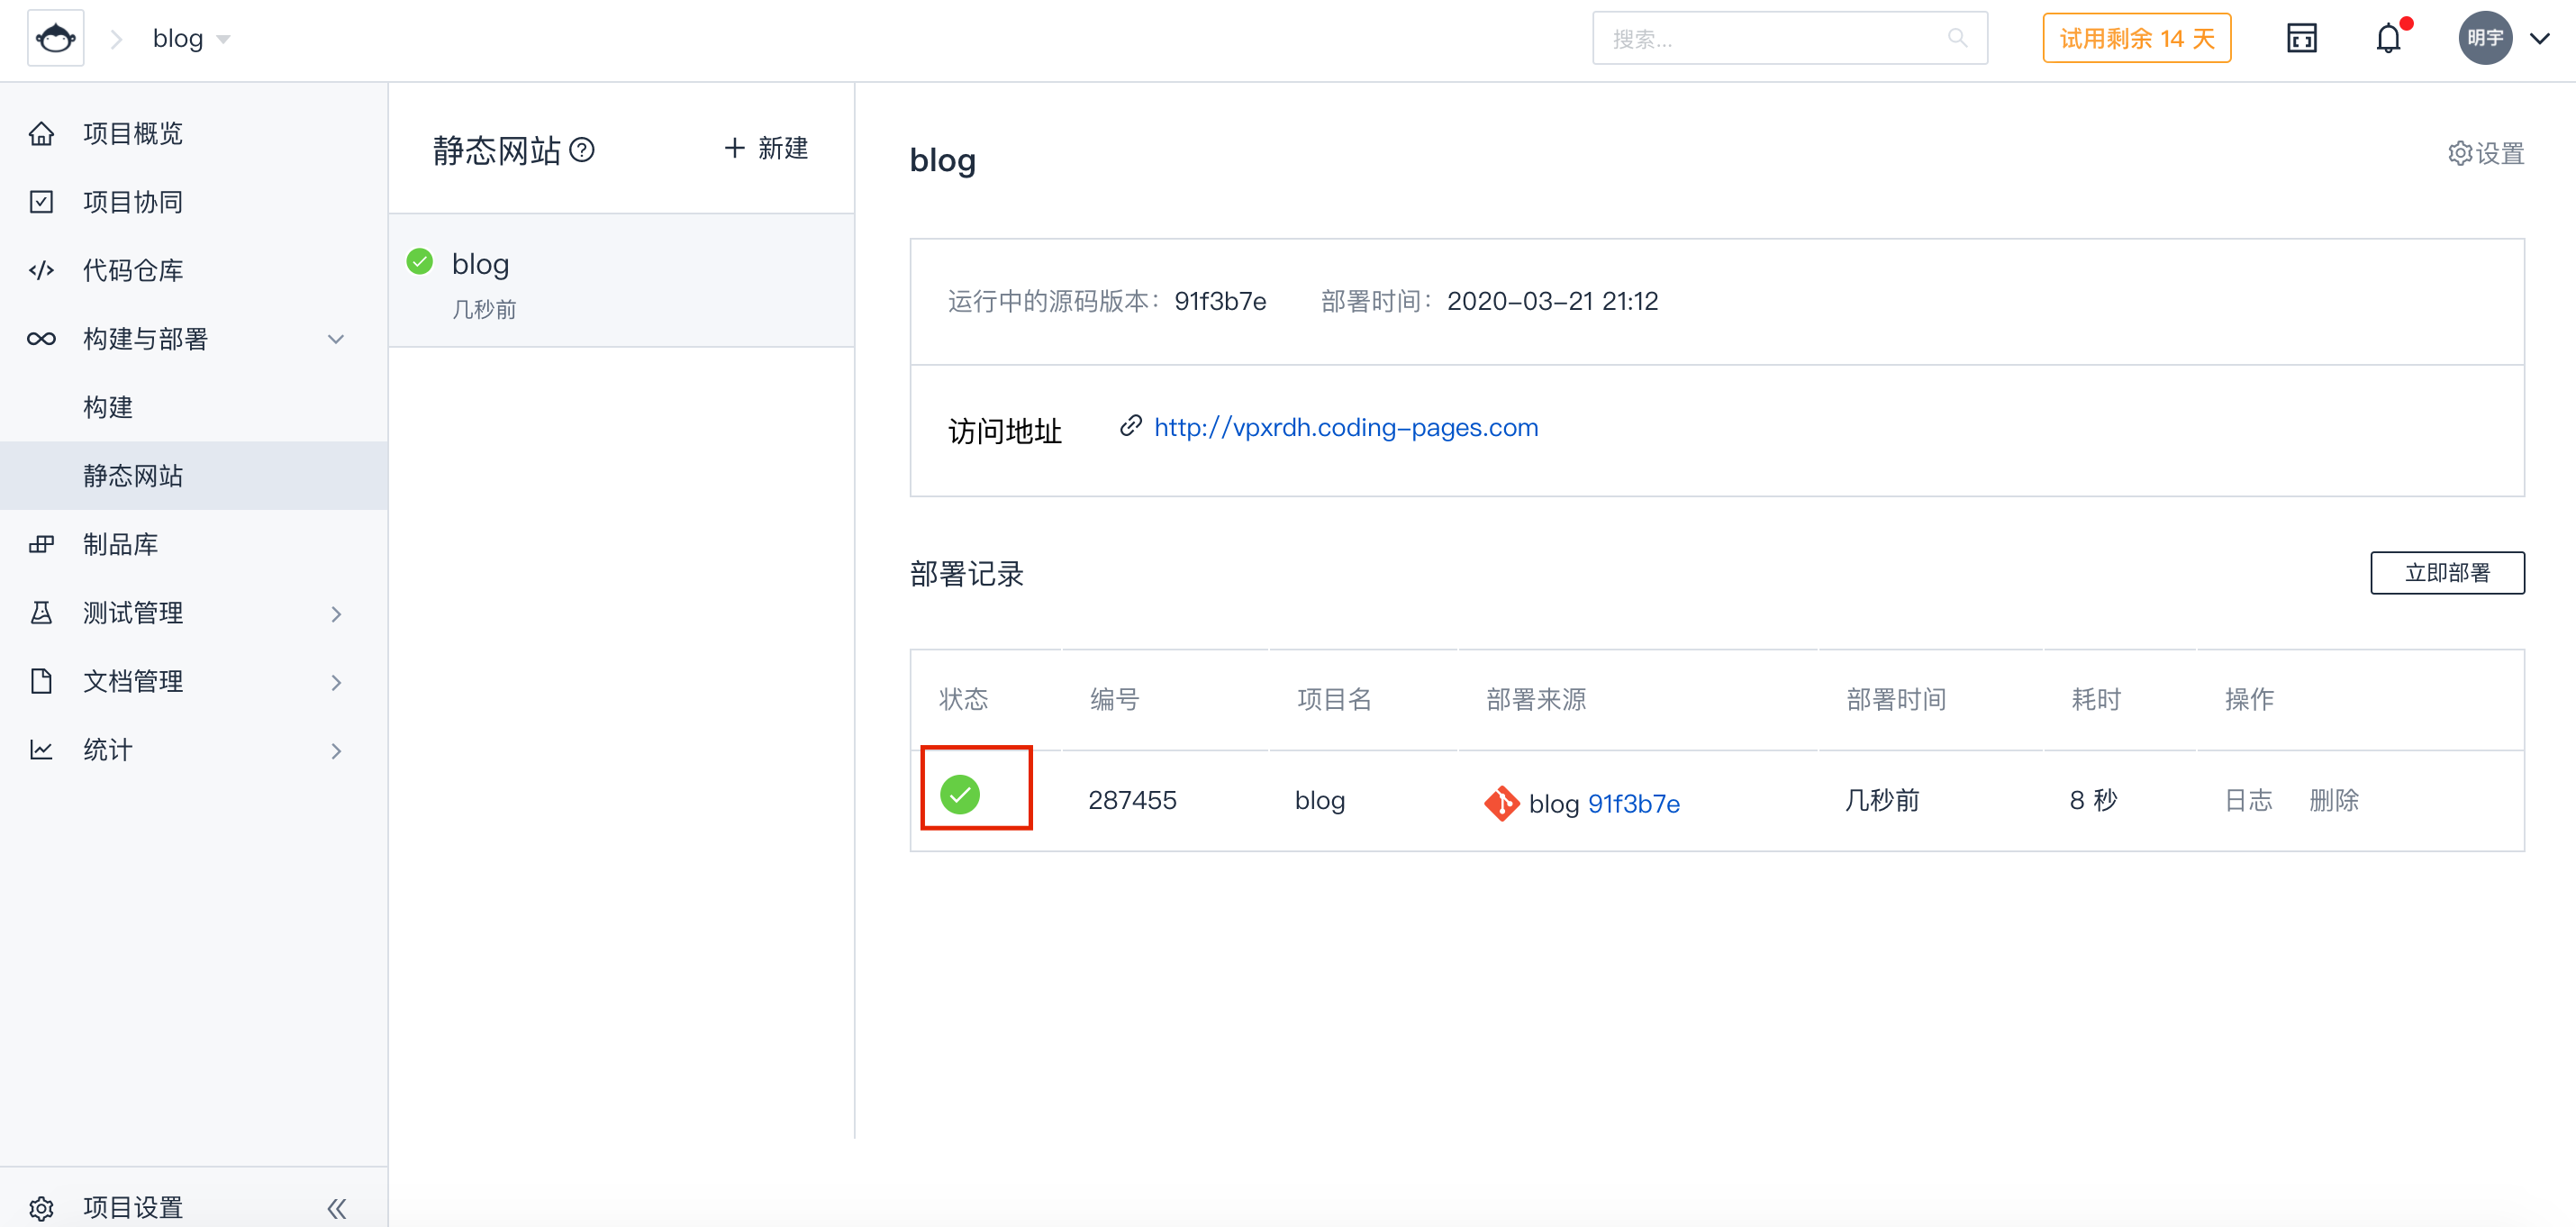 blog
搜索...
试用剩余 14 天
明宇
项目概览
项目协同
代码仓库
构建与部署
构建
静态网站
制品库
测试管理
文档管理
统计
项目设置
静态网站
+ 新建
blog
几秒前
blog
设置
运行中的源码版本: 91f3b7e 部署时间: 2020-03-21 21:12
访问地址 http://vpxrdh.coding-pages.com
部署记录
立即部署
状态 编号 项目名 部署来源 部署时间 耗时 操作
287455 blog blog 91f3b7e 几秒前 8 秒 日志 删除